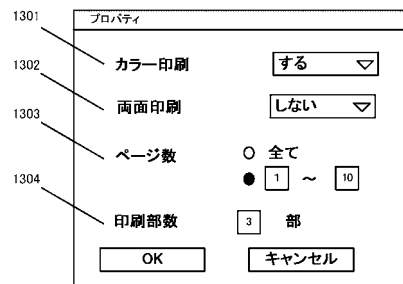 1301
プロパティ
カラー印刷 する
1302
両面印刷 しない
1303
ページ数 全て
1 ～ 10
1304
印刷部数 3 部
OK キャンセル